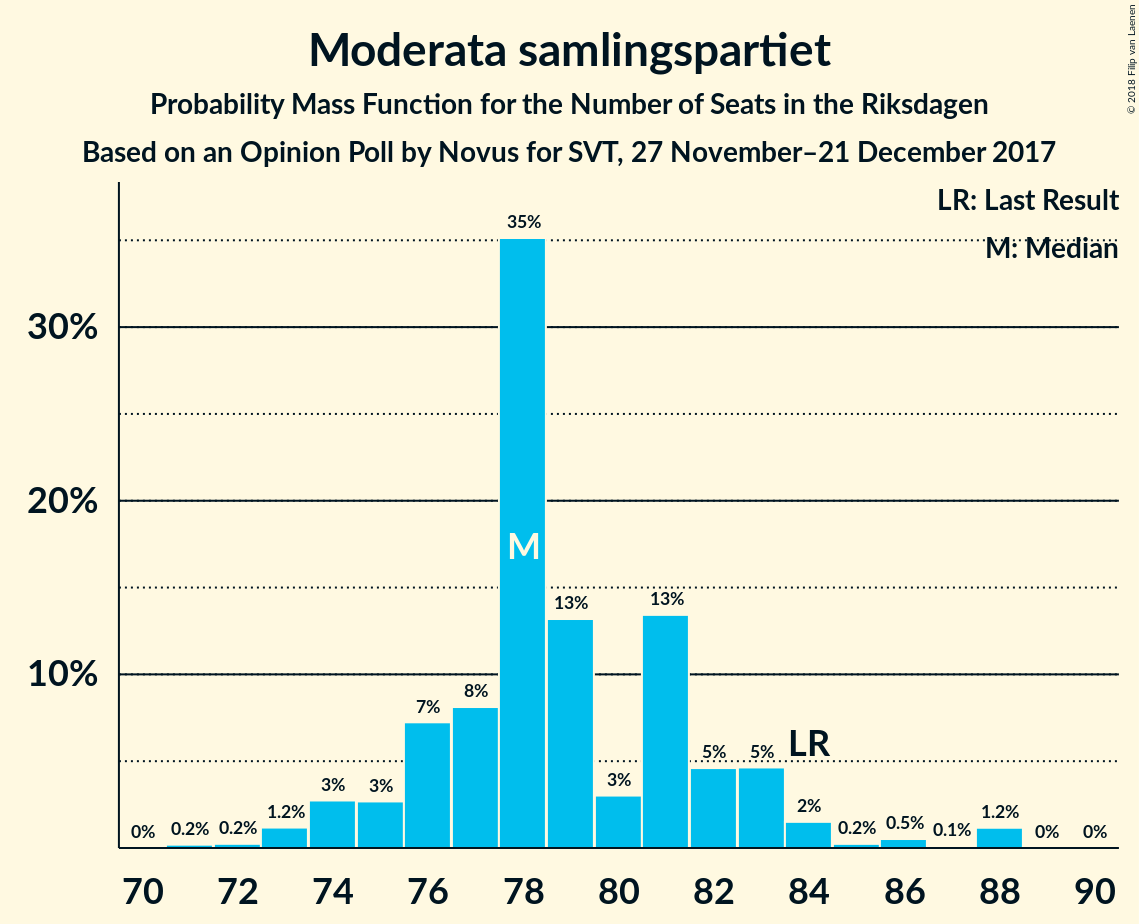 Moderata samlingspartiet
Probability Mass Function for the Number of Seats in the Riksdagen
Based on an Opinion Poll by Novus for SVT, 27 November–21 December 2017
© 2018 Filip van Laenen
LR: Last Result
M: Median
30%
20%
10%
0%
0.2%
0.2%
1.2%
3%
3%
7%
8%
35%
M
13%
3%
13%
5%
5%
LR
2%
0.2%
0.5%
0.1%
1.2%
0%
0%
70 72 74 76 78 80 82 84 86 88 90